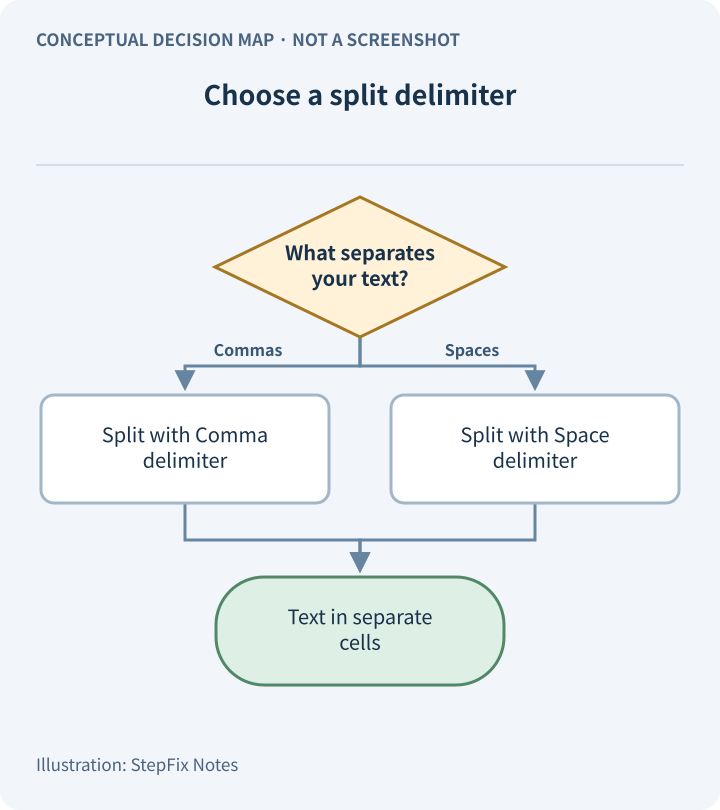 CONCEPTUAL DECISION MAP · NOT A SCREENSHOT
Choose a split delimiter
What separates
your text?
Commas
Spaces
Split with Comma
delimiter
Split with Space
delimiter
Text in separate
cells
Illustration: StepFix Notes